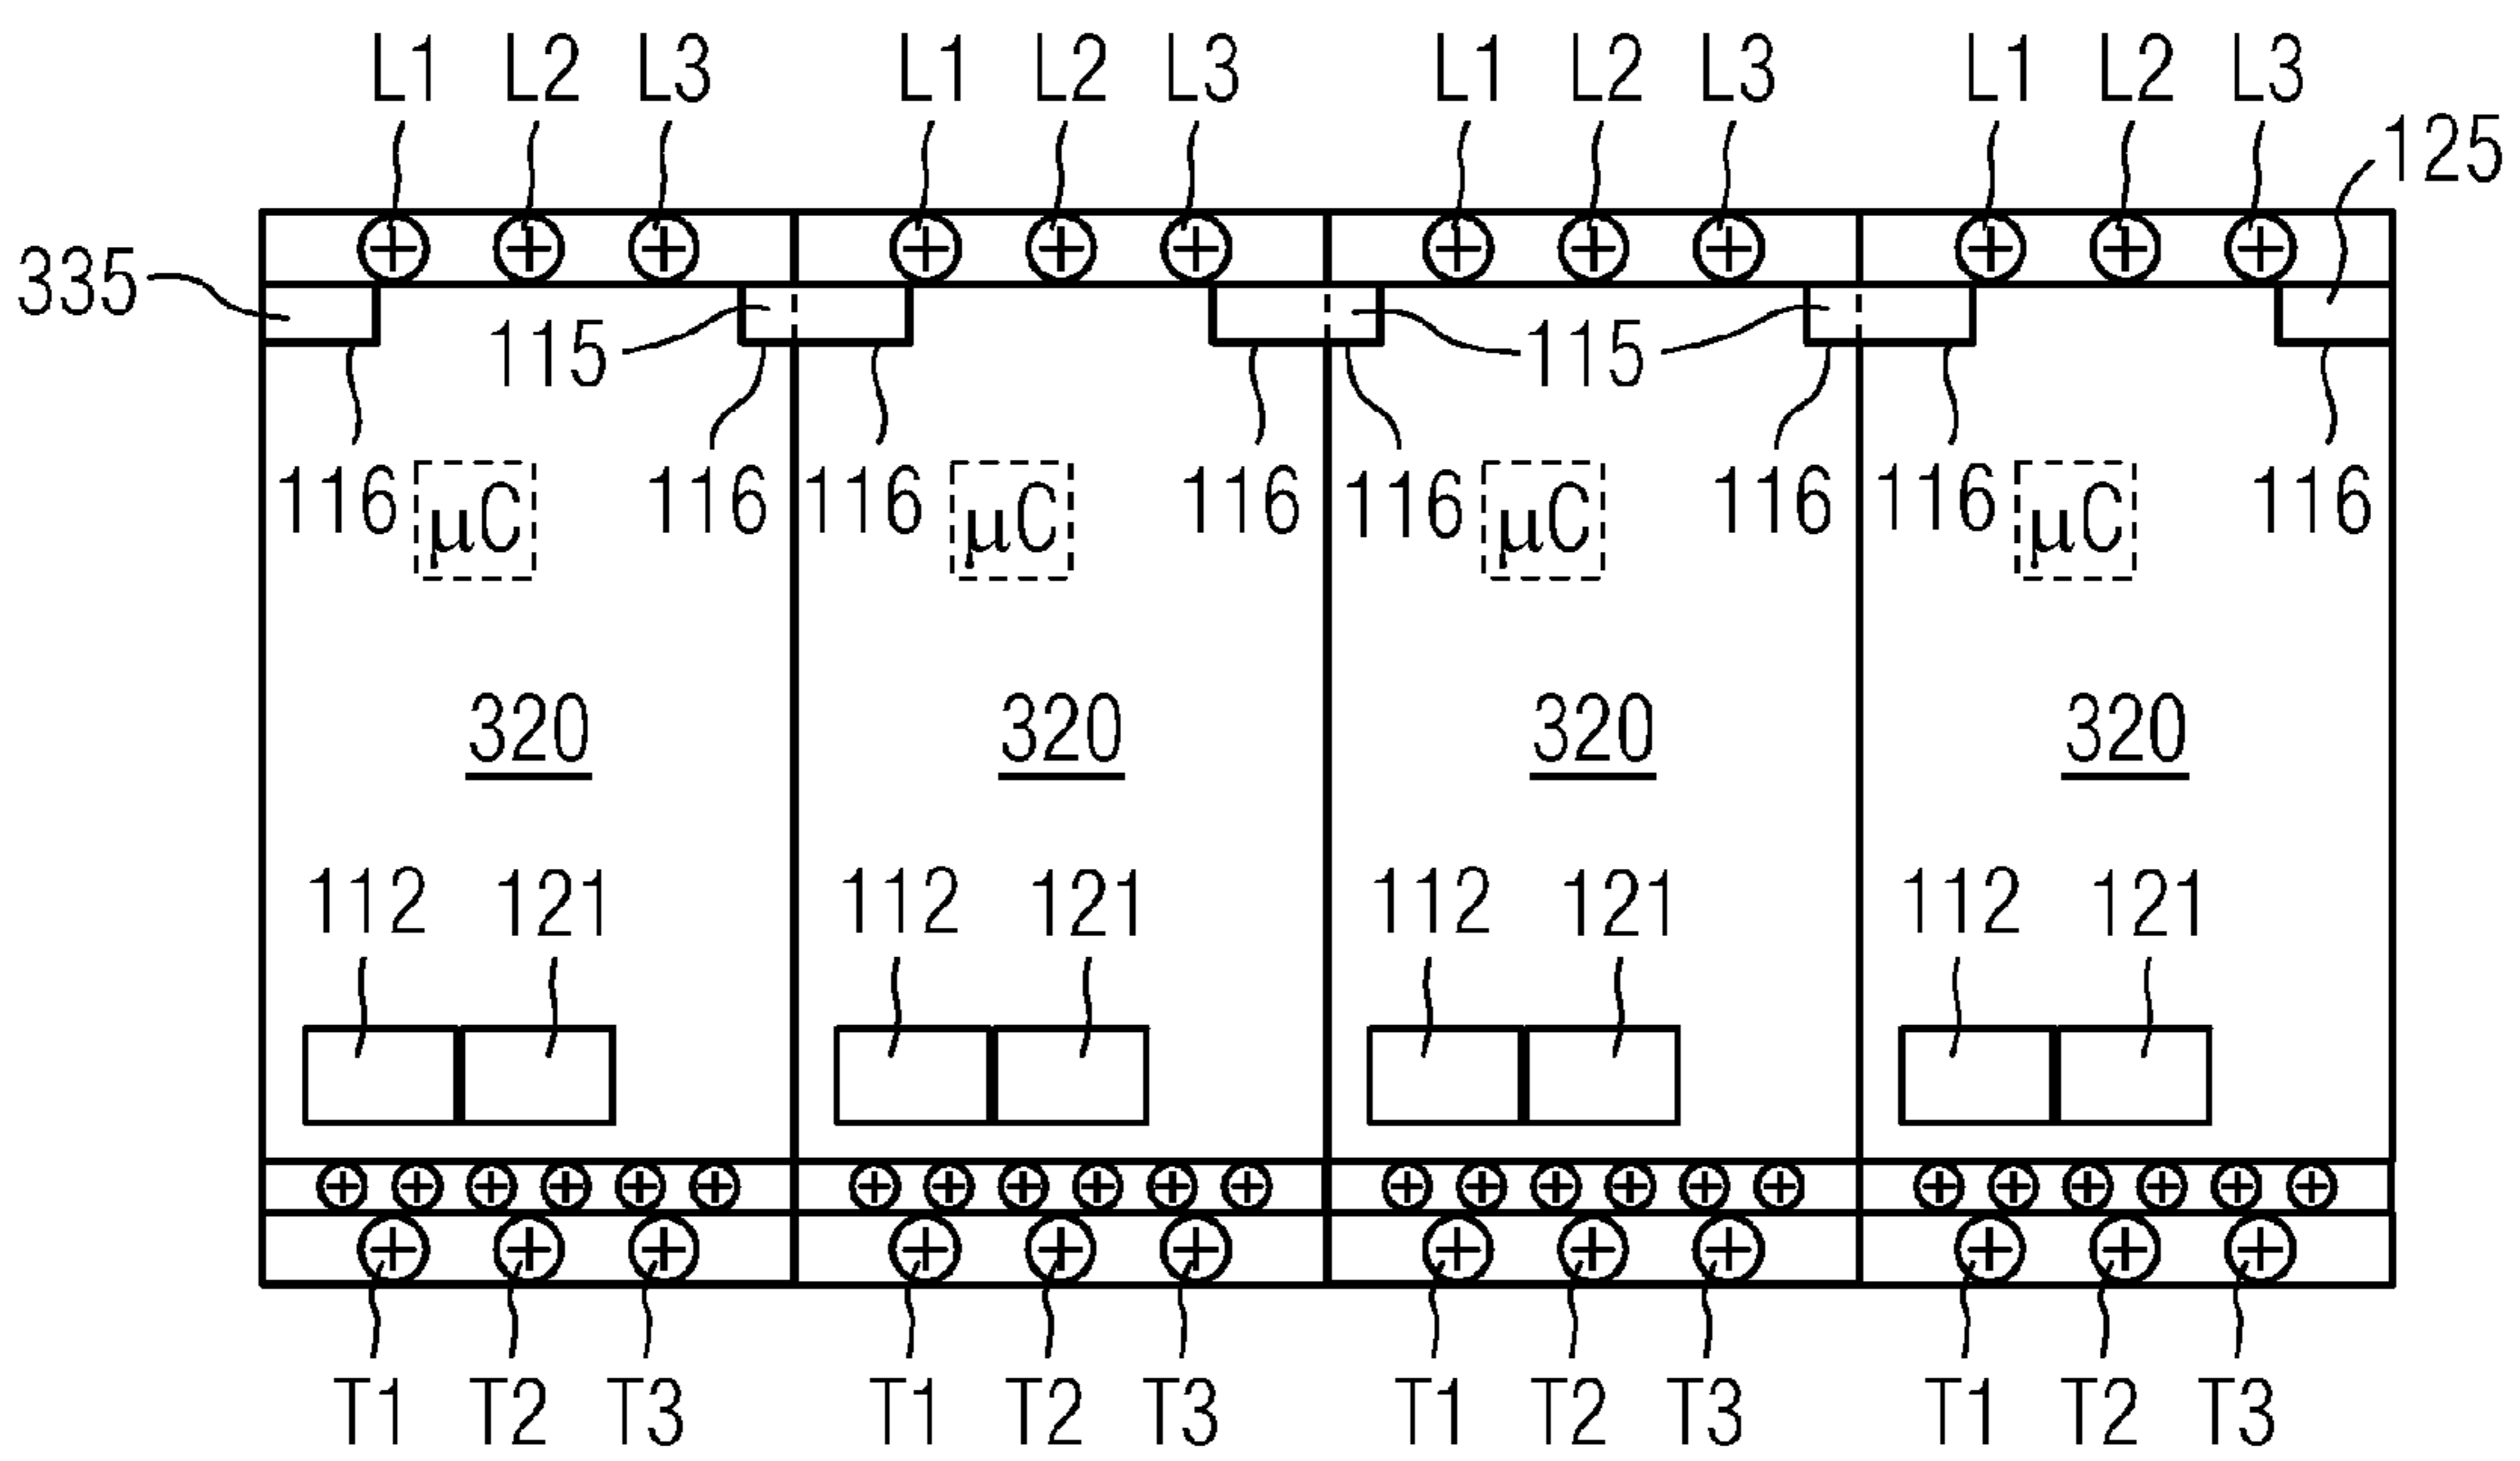 L1 L2 L3 L1 L2 L3 L1 L2 L3 L1 L2 L3
125
335
115 115
116 116 116 116 116 116 116 116
µC µC µC µC
320 320 320 320
112 121 112 121 112 121 112 121
T1 T2 T3 T1 T2 T3 T1 T2 T3 T1 T2 T3